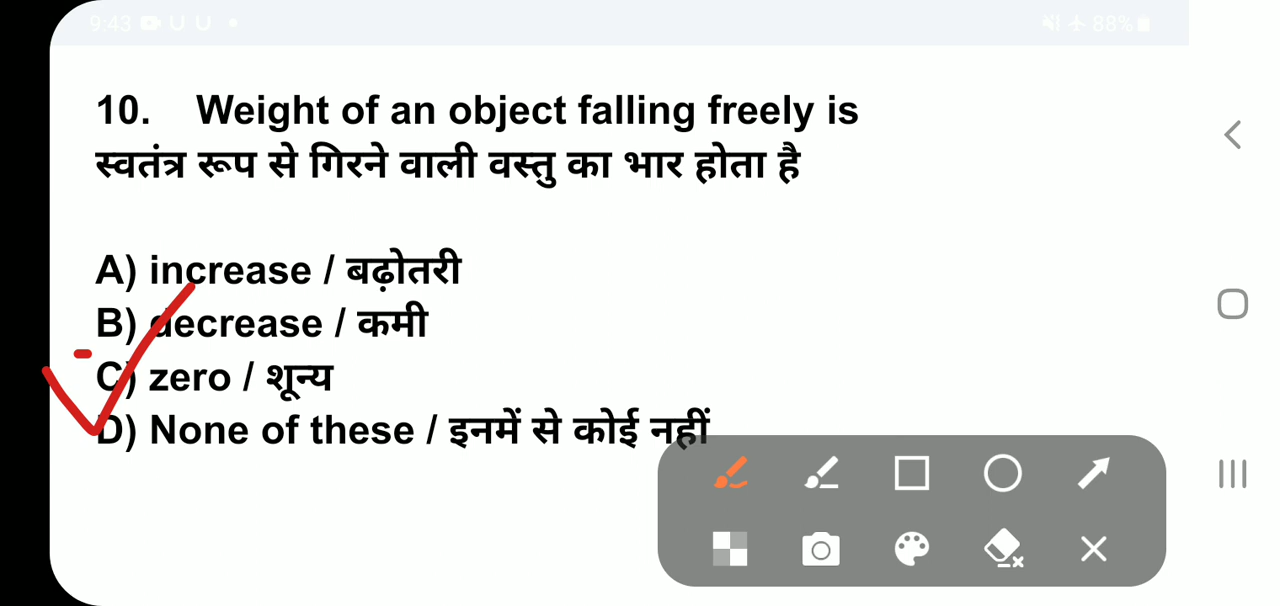 9:43 U U
88%
10. Weight of an object falling freely is
स्वतंत्र रूप से गिरने वाली वस्तु का भार होता है
A) increase / बढ़ोतरी
B) decrease / कमी
C) zero / शून्य
D) None of these / इनमें से कोई नहीं